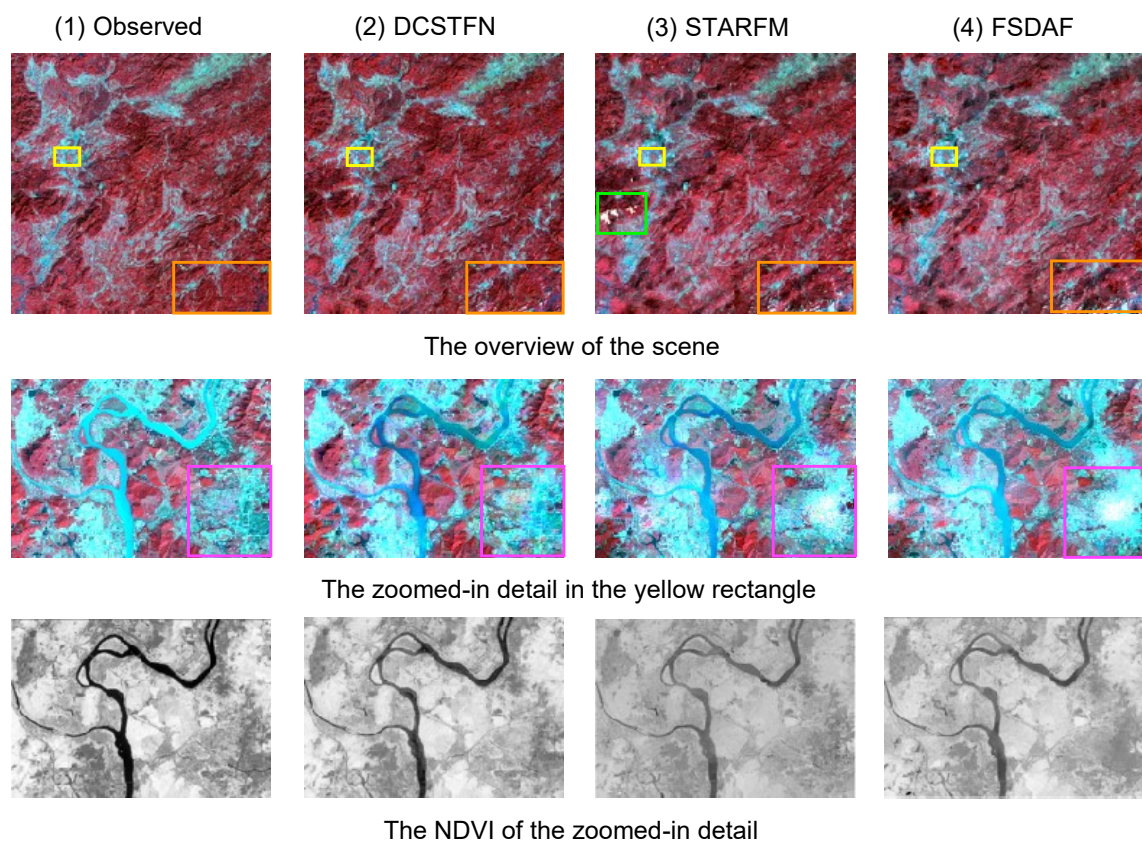 (1) Observed
(2) DCSTFN
(3) STARFM
(4) FSDAF
The overview of the scene
The zoomed-in detail in the yellow rectangle
The NDVI of the zoomed-in detail